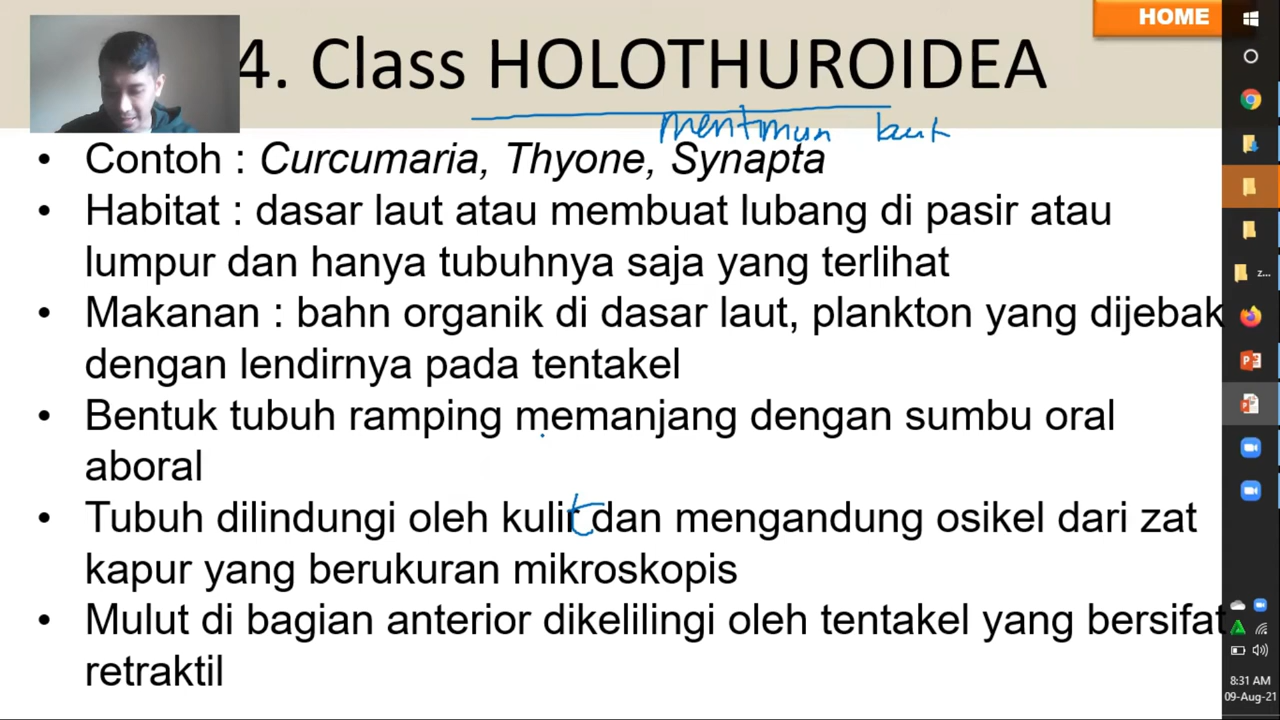 HOME
4. Class HOLOTHUROIDEA
mentimun laut
• Contoh : Curcumaria, Thyone, Synapta
• Habitat : dasar laut atau membuat lubang di pasir atau
lumpur dan hanya tubuhnya saja yang terlihat
• Makanan : bahn organik di dasar laut, plankton yang dijebak
dengan lendirnya pada tentakel
• Bentuk tubuh ramping memanjang dengan sumbu oral
aboral
• Tubuh dilindungi oleh kulit dan mengandung osikel dari zat
kapur yang berukuran mikroskopis
• Mulut di bagian anterior dikelilingi oleh tentakel yang bersifat
retraktil
z...
8:31 AM
09-Aug-21